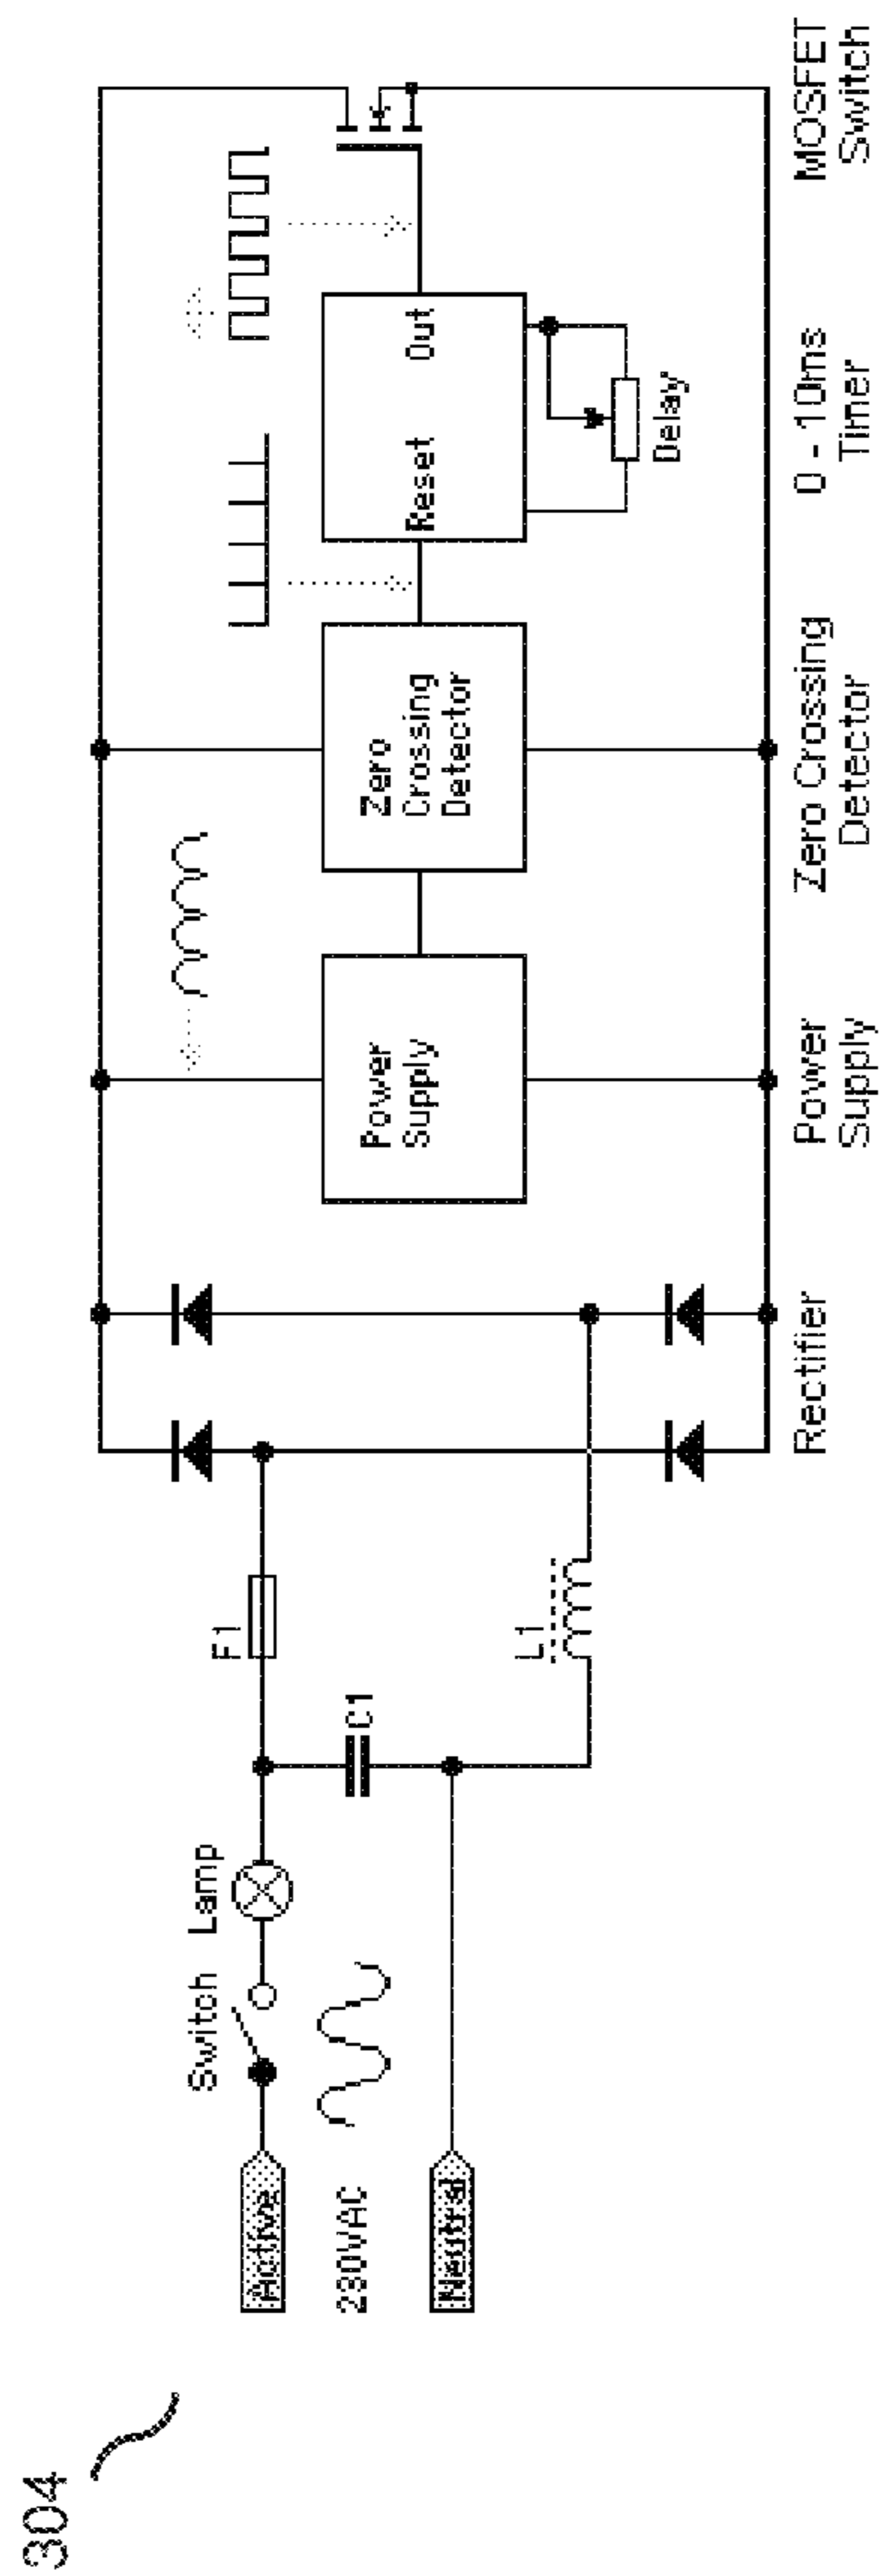 304
Active
230VAC
Neutral
Switch
Lamp
F1
C1
L1
Power
Supply
Zero
Crossing
Detector
Reset
Out
Delay
Rectifier
Power
Supply
Zero Crossing
Detector
0 - 10ms
Timer
MOSFET
Switch